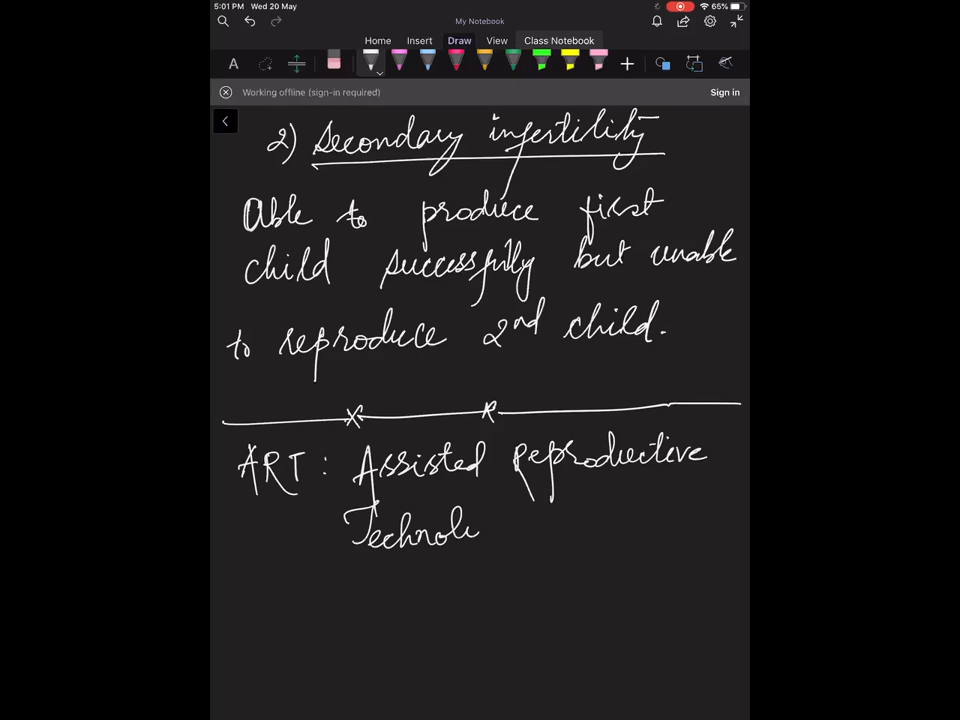 5:01 PM Wed 20 May 65%
My Notebook
Home Insert Draw View Class Notebook
A
Working offline (sign-in required) Sign in
2) Secondary infertility
Able to produce first
child successfully but unable
to reproduce 2nd child.
ART : Assisted Reproductive
Technolo